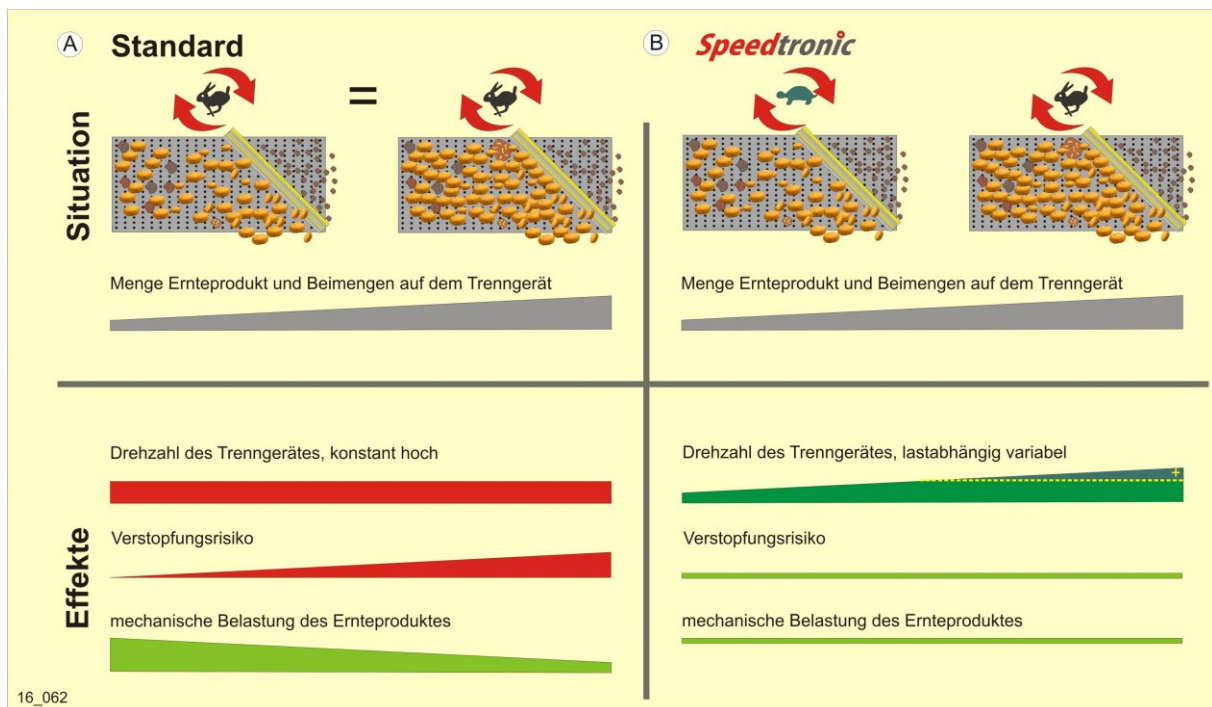 A Standard
B Speedtronic
Situation
=
Menge Ernteprodukt und Beimengen auf dem Trenngerät
Menge Ernteprodukt und Beimengen auf dem Trenngerät
Effekte
Drehzahl des Trenngerätes, konstant hoch
Verstopfungsrisiko
mechanische Belastung des Ernteproduktes
Drehzahl des Trenngerätes, lastabhängig variabel
+
Verstopfungsrisiko
mechanische Belastung des Ernteproduktes
16_062